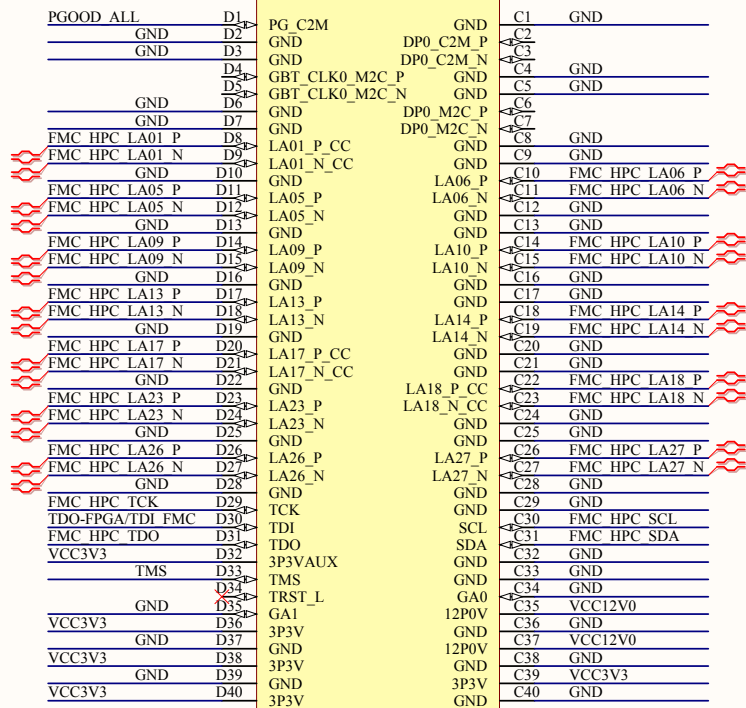 PGOOD_ALL D1 PG_C2M GND C1 GND
GND D2 GND DP0_C2M_P C2
GND D3 GND DP0_C2M_N C3
D4 GBT_CLK0_M2C_P GND C4 GND
D5 GBT_CLK0_M2C_N GND C5 GND
GND D6 GND DP0_M2C_P C6
GND D7 GND DP0_M2C_N C7
FMC_HPC_LA01_P D8 LA01_P_CC GND C8 GND
FMC_HPC_LA01_N D9 LA01_N_CC GND C9 GND
GND D10 GND LA06_P C10 FMC_HPC_LA06_P
FMC_HPC_LA05_P D11 LA05_P LA06_N C11 FMC_HPC_LA06_N
FMC_HPC_LA05_N D12 LA05_N GND C12 GND
GND D13 GND GND C13 GND
FMC_HPC_LA09_P D14 LA09_P LA10_P C14 FMC_HPC_LA10_P
FMC_HPC_LA09_N D15 LA09_N LA10_N C15 FMC_HPC_LA10_N
GND D16 GND GND C16 GND
FMC_HPC_LA13_P D17 LA13_P GND C17 GND
FMC_HPC_LA13_N D18 LA13_N LA14_P C18 FMC_HPC_LA14_P
GND D19 GND LA14_N C19 FMC_HPC_LA14_N
FMC_HPC_LA17_P D20 LA17_P_CC GND C20 GND
FMC_HPC_LA17_N D21 LA17_N_CC GND C21 GND
GND D22 GND LA18_P_CC C22 FMC_HPC_LA18_P
FMC_HPC_LA23_P D23 LA23_P LA18_N_CC C23 FMC_HPC_LA18_N
FMC_HPC_LA23_N D24 LA23_N GND C24 GND
GND D25 GND GND C25 GND
FMC_HPC_LA26_P D26 LA26_P LA27_P C26 FMC_HPC_LA27_P
FMC_HPC_LA26_N D27 LA26_N LA27_N C27 FMC_HPC_LA27_N
GND D28 GND GND C28 GND
FMC_HPC_TCK D29 TCK GND C29 GND
TDO-FPGA/TDI_FMC D30 TDI SCL C30 FMC_HPC_SCL
FMC_HPC_TDO D31 TDO SDA C31 FMC_HPC_SDA
VCC3V3 D32 3P3VAUX GND C32 GND
TMS D33 TMS GND C33 GND
D34 TRST_L GA0 C34 GND
GND D35 GA1 12P0V C35 VCC12V0
VCC3V3 D36 3P3V GND C36 GND
GND D37 GND 12P0V C37 VCC12V0
VCC3V3 D38 3P3V GND C38 GND
GND D39 GND 3P3V C39 VCC3V3
VCC3V3 D40 3P3V GND C40 GND